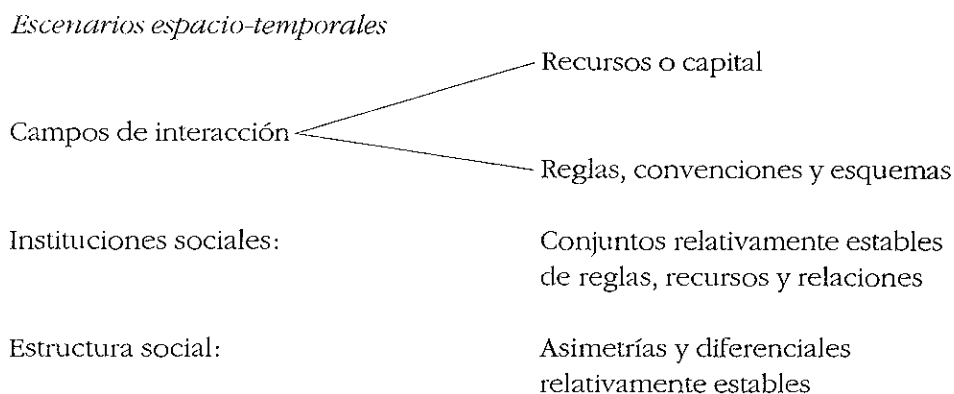 Escenarios espacio-temporales
Recursos o capital
Campos de interacción
Reglas, convenciones y esquemas
Instituciones sociales:
Conjuntos relativamente estables
de reglas, recursos y relaciones
Estructura social:
Asimetrías y diferenciales
relativamente estables